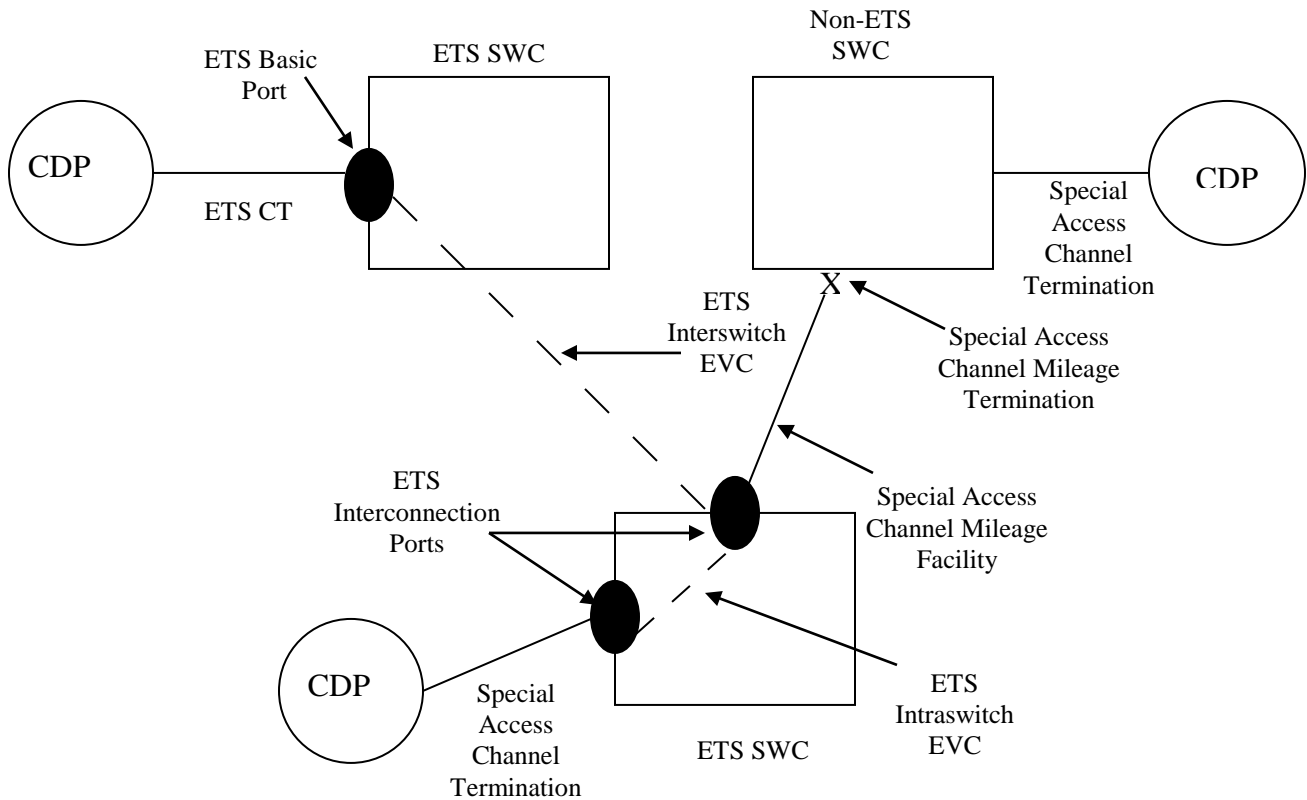 Non-ETS
SWC
ETS SWC
ETS Basic
Port
CDP
ETS CT
CDP
Special
Access
Channel
Termination
X
ETS
Interswitch
EVC
Special Access
Channel Mileage
Termination
ETS
Interconnection
Ports
Special Access
Channel Mileage
Facility
CDP
Special
Access
Channel
Termination
ETS
Intraswitch
EVC
ETS SWC